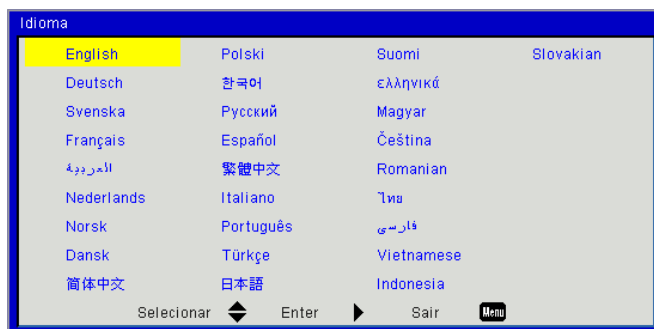 Idioma
English Polski Suomi Slovakian
Deutsch 한국어 ελληνικά
Svenska Русский Magyar
Français Español Čeština
العربية 繁體中文 Romanian
Nederlands Italiano ไทย
Norsk Português فارسی
Dansk Türkçe Vietnamese
简体中文 日本語 Indonesia
Selecionar Enter Sair Menu